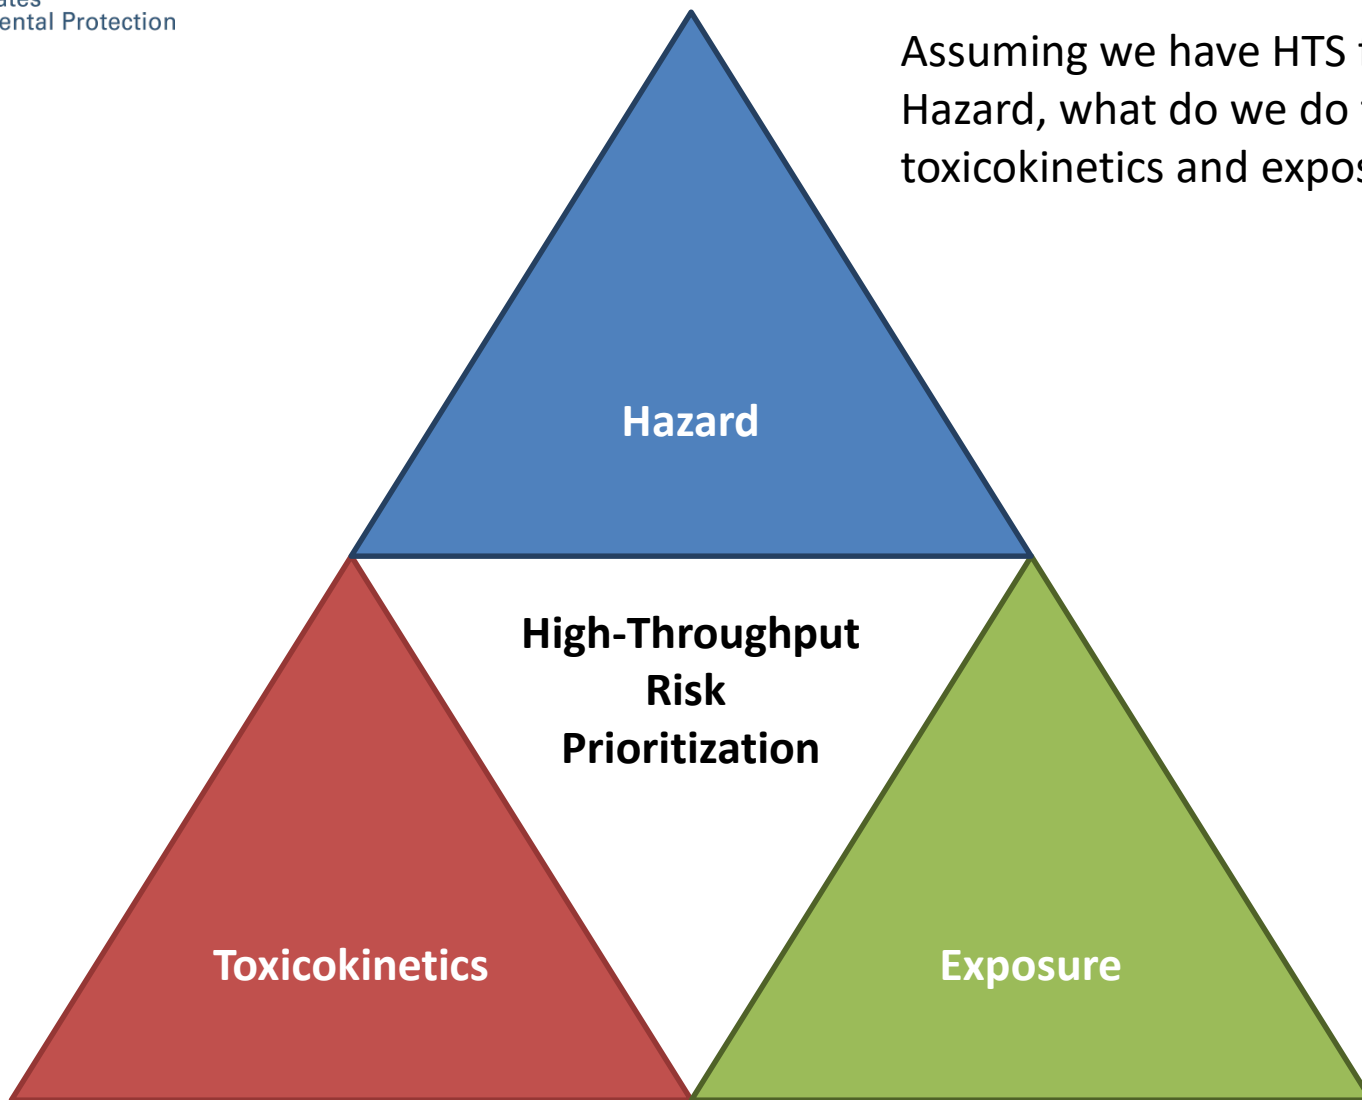 ental Protection
Assuming we have HTS
Hazard, what do we do
toxicokinetics and
Hazard
High-Throughput
Risk
Prioritization
Toxicokinetics
Exposure